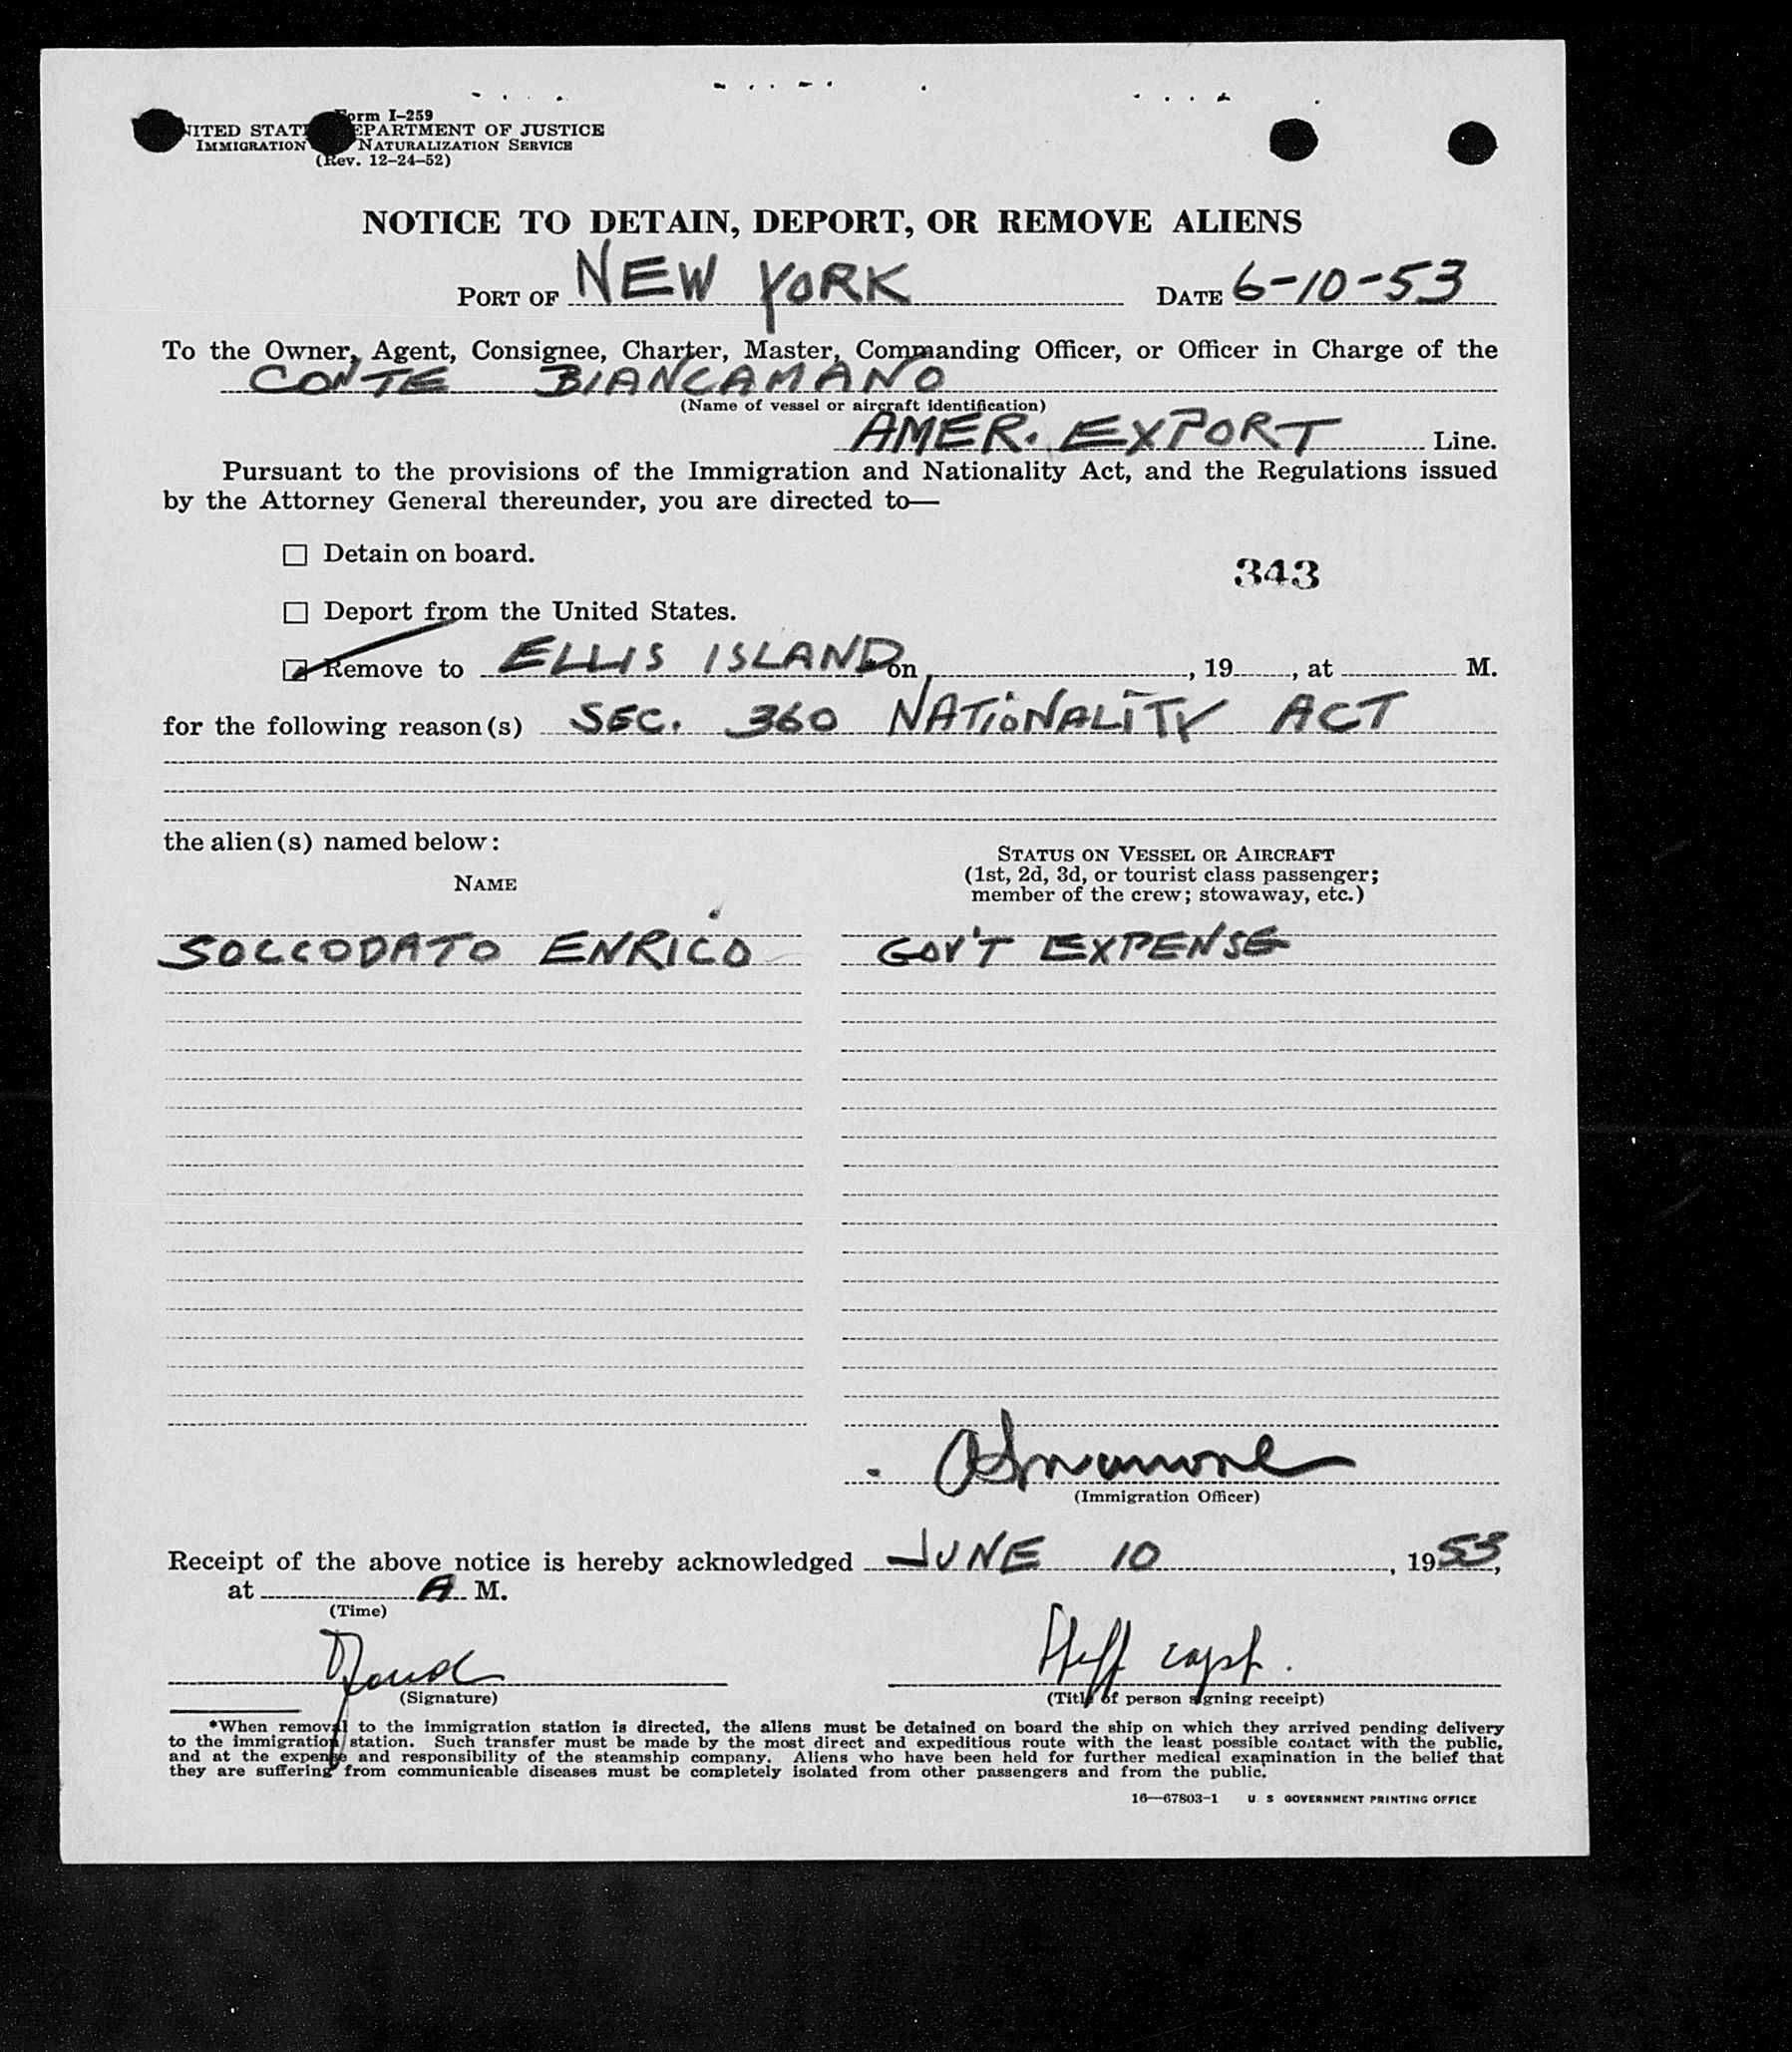 Form I-259
UNITED STATES DEPARTMENT OF JUSTICE
IMMIGRATION NATURALIZATION SERVICE
(Rev. 12-24-52)
NOTICE TO DETAIN, DEPORT, OR REMOVE ALIENS
PORT OF NEW YORK DATE 6-10-53
To the Owner, Agent, Consignee, Charter, Master, Commanding Officer, or Officer in Charge of the
CONTE BIANCAMANO
(Name of vessel or aircraft identification)
AMER. EXPORT Line.
Pursuant to the provisions of the Immigration and Nationality Act, and the Regulations issued
by the Attorney General thereunder, you are directed to—
☐ Detain on board.
343
☐ Deport from the United States.
☑ Remove to ELLIS ISLAND on , 19 , at M.
for the following reason(s) SEC. 360 NATIONALITY ACT
the alien(s) named below:
STATUS ON VESSEL OR AIRCRAFT
(1st, 2d, 3d, or tourist class passenger;
NAME
member of the crew; stowaway, etc.)
SOCCODATO ENRICO GOV'T EXPENSE
(Immigration Officer)
Receipt of the above notice is hereby acknowledged JUNE 10, 1953,
at A M.
(Time)
(Signature) (Title of person signing receipt)
*When removal to the immigration station is directed, the aliens must be detained on board the ship on which they arrived pending delivery
to the immigration station. Such transfer must be made by the most direct and expeditious route with the least possible contact with the public,
and at the expense and responsibility of the steamship company. Aliens who have been held for further medical examination in the belief that
they are suffering from communicable diseases must be completely isolated from other passengers and from the public.
16—67803-1 U S GOVERNMENT PRINTING OFFICE